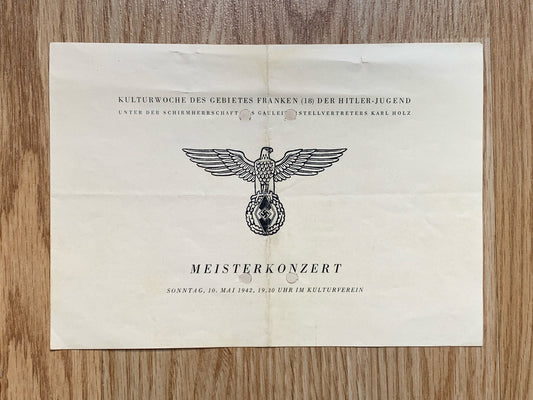 KULTURWOCHE DES GEBIETES FRANKEN (18) DER HITLER-JUGEND
UNTER DER SCHIRMHERRSCHAFT S GAULEI STELLVERTRETERS KARL HOLZ
MEISTERKONZERT
SONNTAG, 10. MAI 1942, 19.30 UHR IM KULTURVEREIN